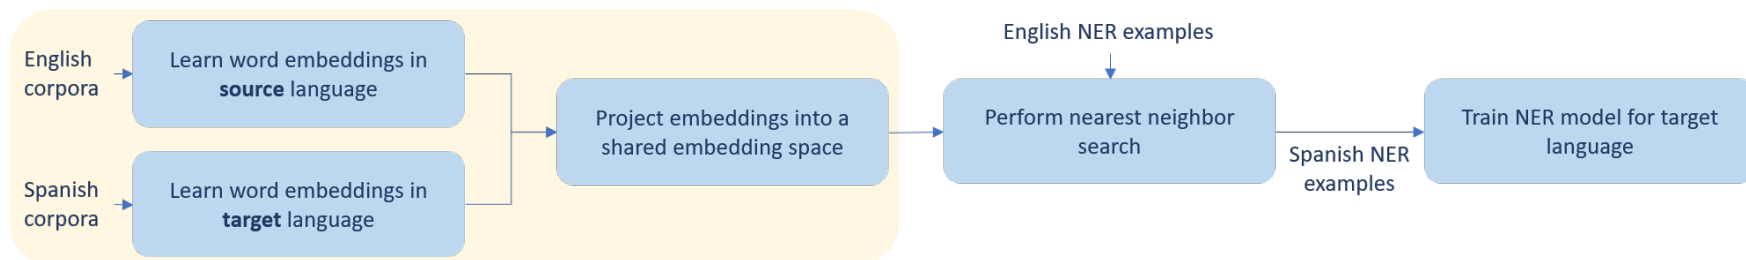 English
corpora
Learn word embeddings in
source language
Spanish
corpora
Learn word embeddings in
target language
Project embeddings into a
shared embedding space
English NER examples
Perform nearest neighbor
search
Spanish NER
examples
Train NER model for target
language